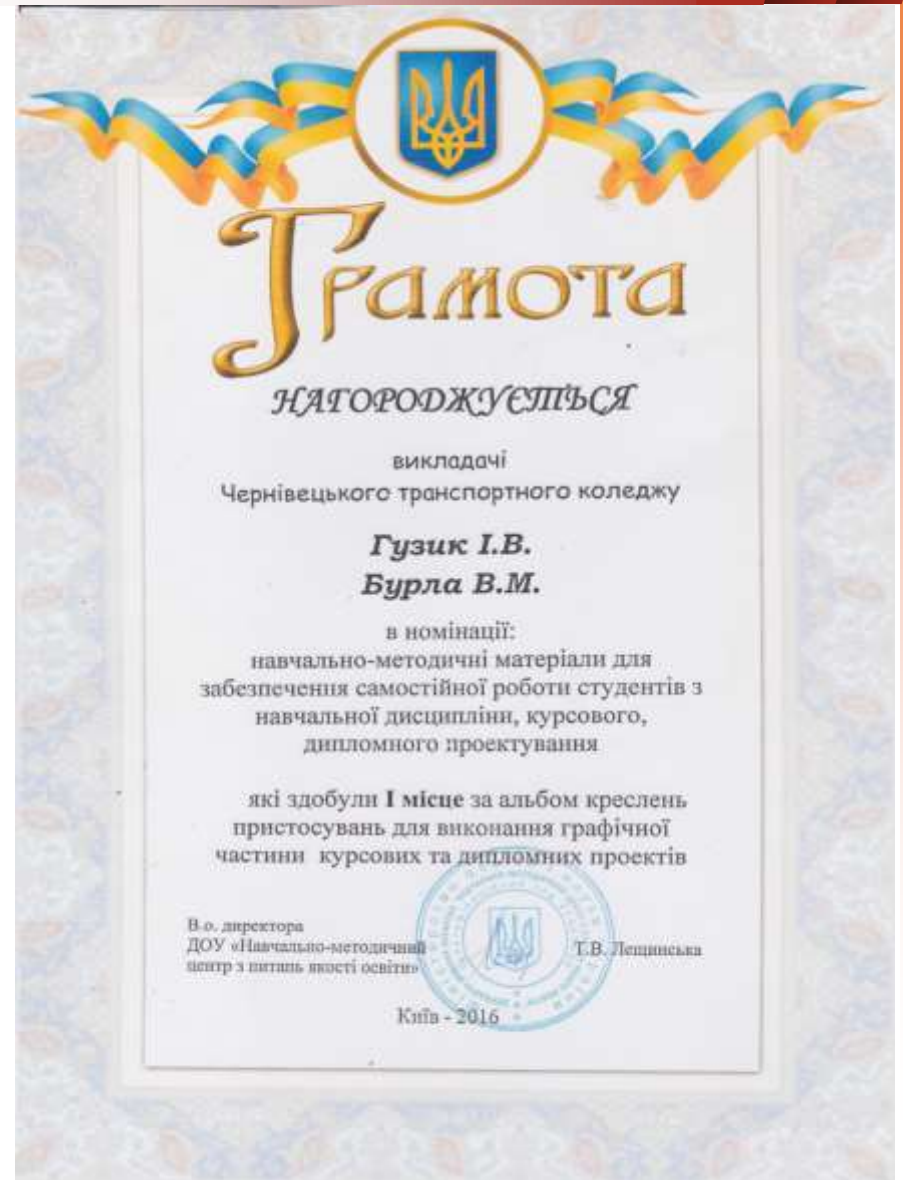 Грамота
НАГОРОДЖУЄТЬСЯ
викладачі
Чернівецького транспортного коледжу
Гузик І.В.
Бурла В.М.
в номінації:
навчально-методичні матеріали для
забезпечення самостійної роботи студентів з
навчальної дисципліни, курсового,
дипломного проектування
які здобули І місце за альбом креслень
пристосувань для виконання графічної
частини курсових та дипломних проектів
В.о. директора
ДОУ «Навчально-методичний
центр з питань якості освіти»
Т.В. Лещинська
Київ - 2016